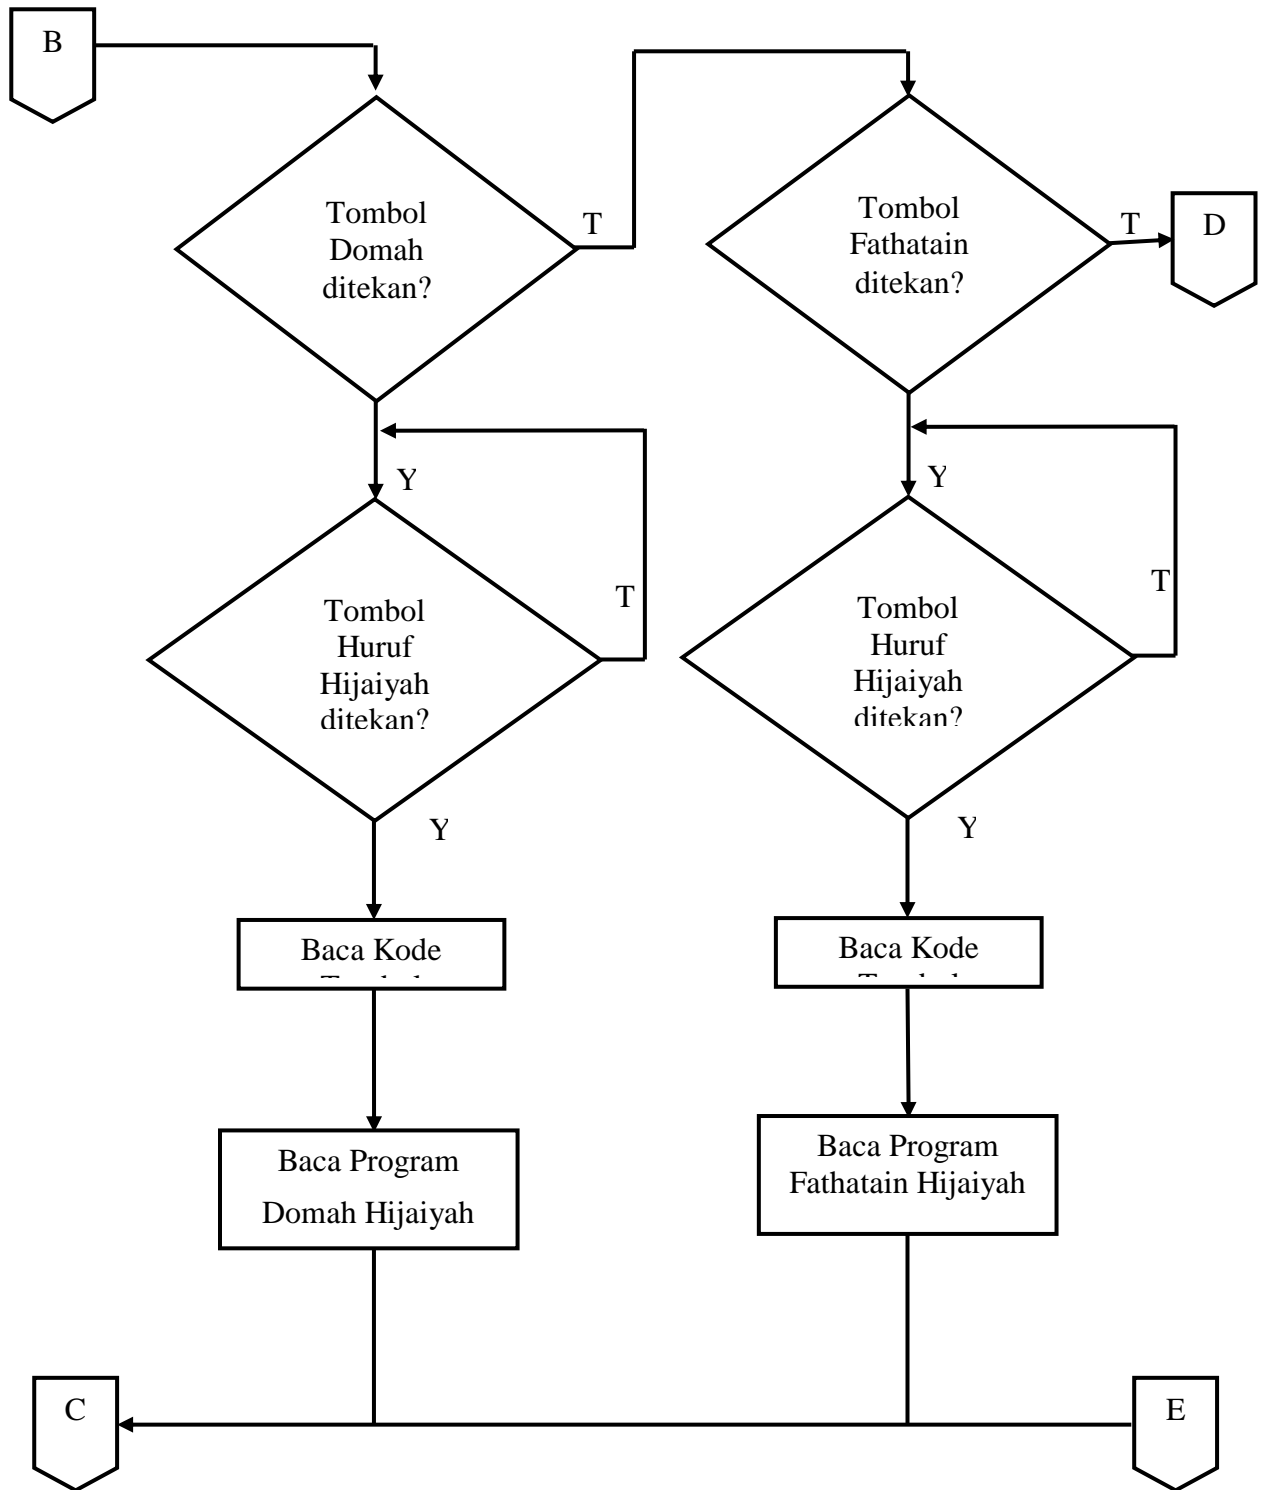 B
Tombol
Domah
ditekan?
T
Tombol
Fathatain
ditekan?
T
D
Y
Y
Tombol
Huruf
Hijaiyah
ditekan?
T
Tombol
Huruf
Hijaiyah
ditekan?
T
Y
Y
Baca Kode
Baca Kode
Baca Program
Domah Hijaiyah
Baca Program
Fathatain Hijaiyah
C
E